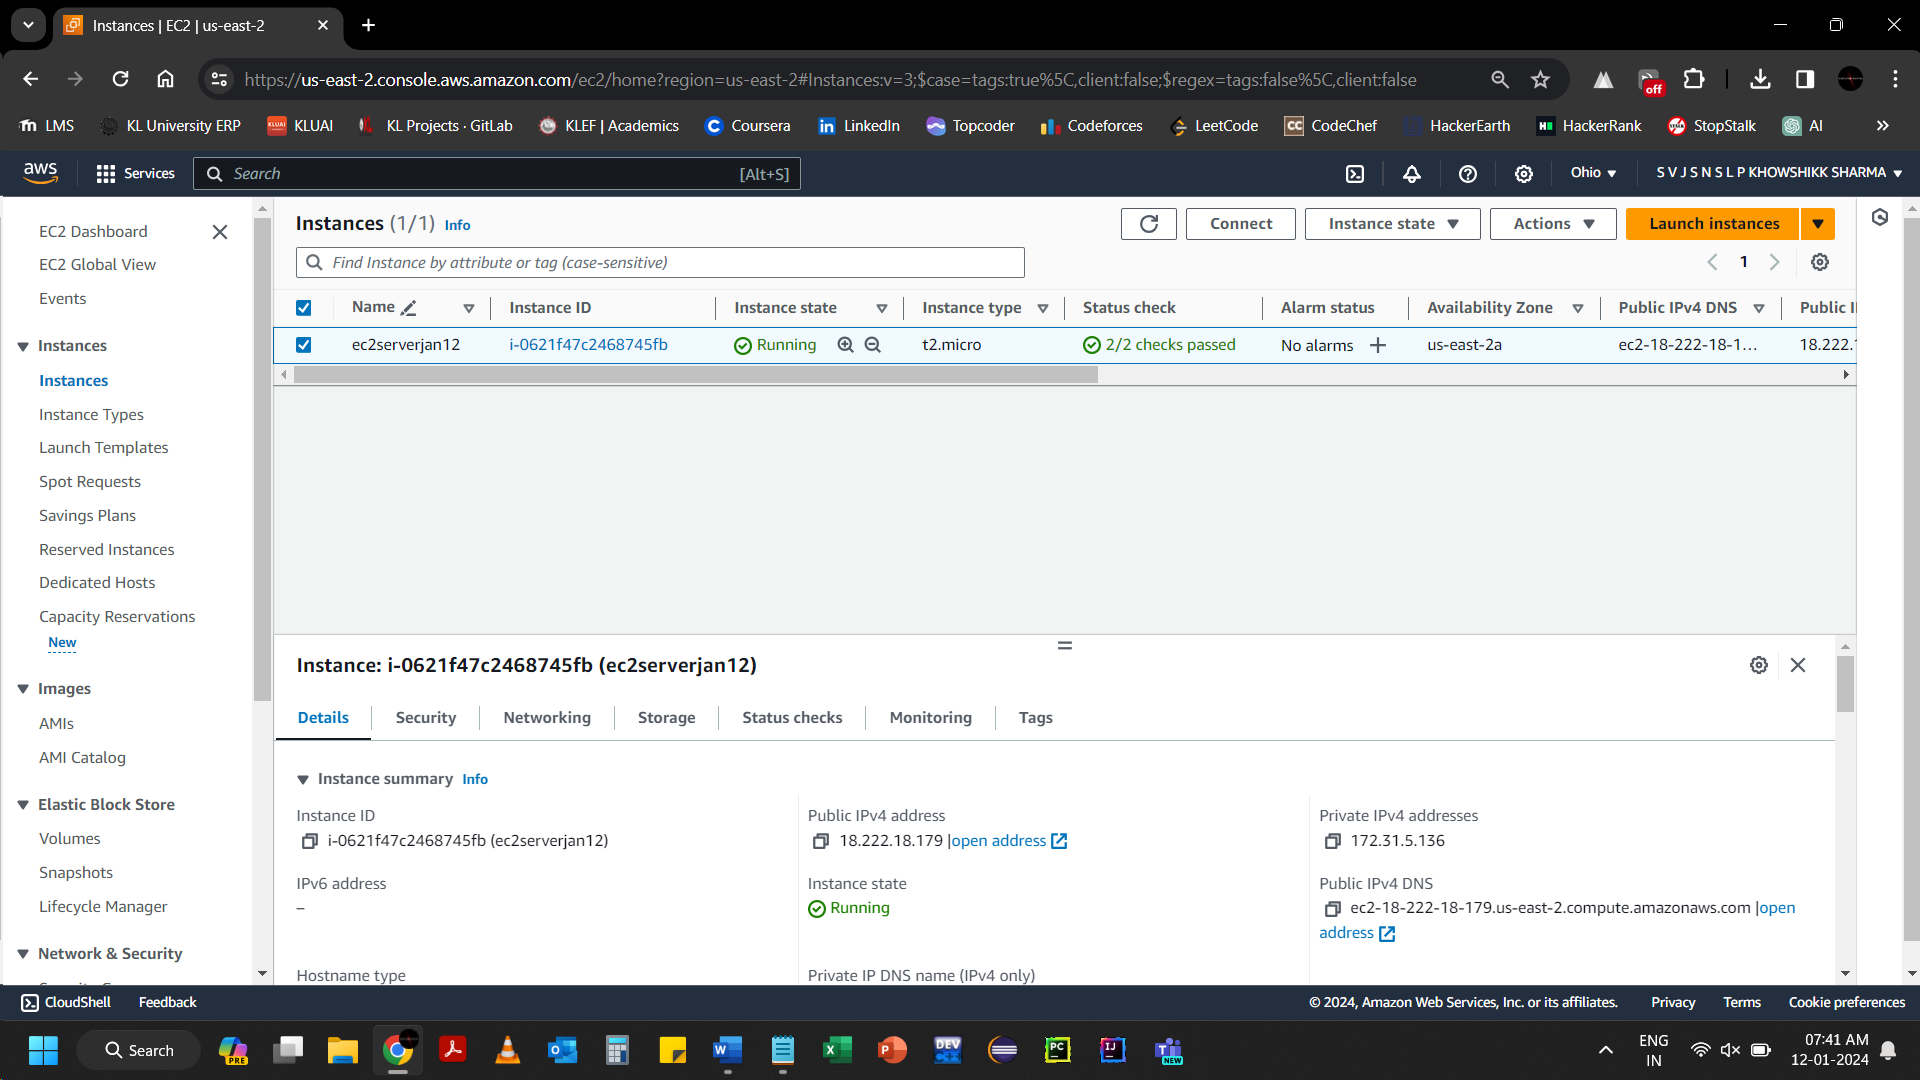 Instances | EC2 | us-east-2
https://us-east-2.console.aws.amazon.com/ec2/home?region=us-east-2#Instances:v=3;$case=tags:true%5C,client:false;$regex=tags:false%5C,client:false
off
LMS KL University ERP KLUAI KL Projects · GitLab KLEF | Academics Coursera LinkedIn Topcoder Codeforces LeetCode CodeChef HackerEarth HackerRank StopStalk AI
aws Services Search [Alt+S] Ohio S V J S N S L P KHOWSHIKK SHARMA
EC2 Dashboard
EC2 Global View
Events
Instances
Instances
Instance Types
Launch Templates
Spot Requests
Savings Plans
Reserved Instances
Dedicated Hosts
Capacity Reservations
New
Images
AMIs
AMI Catalog
Elastic Block Store
Volumes
Snapshots
Lifecycle Manager
Network & Security
Instances (1/1) Info
Connect Instance state Actions Launch instances
Find Instance by attribute or tag (case-sensitive)
1
Name Instance ID Instance state Instance type Status check Alarm status Availability Zone Public IPv4 DNS Public I
ec2serverjan12 i-0621f47c2468745fb Running t2.micro 2/2 checks passed No alarms us-east-2a ec2-18-222-18-1... 18.222.
Instance: i-0621f47c2468745fb (ec2serverjan12)
Details Security Networking Storage Status checks Monitoring Tags
Instance summary Info
Instance ID
i-0621f47c2468745fb (ec2serverjan12)
Public IPv4 address
18.222.18.179 |open address
Private IPv4 addresses
172.31.5.136
IPv6 address
–
Instance state
Running
Public IPv4 DNS
ec2-18-222-18-179.us-east-2.compute.amazonaws.com |open
address
Hostname type
Private IP DNS name (IPv4 only)
CloudShell Feedback © 2024, Amazon Web Services, Inc. or its affiliates. Privacy Terms Cookie preferences
Search
PRE
DEV
PC
IJ
NEW
ENG
IN
07:41 AM
12-01-2024